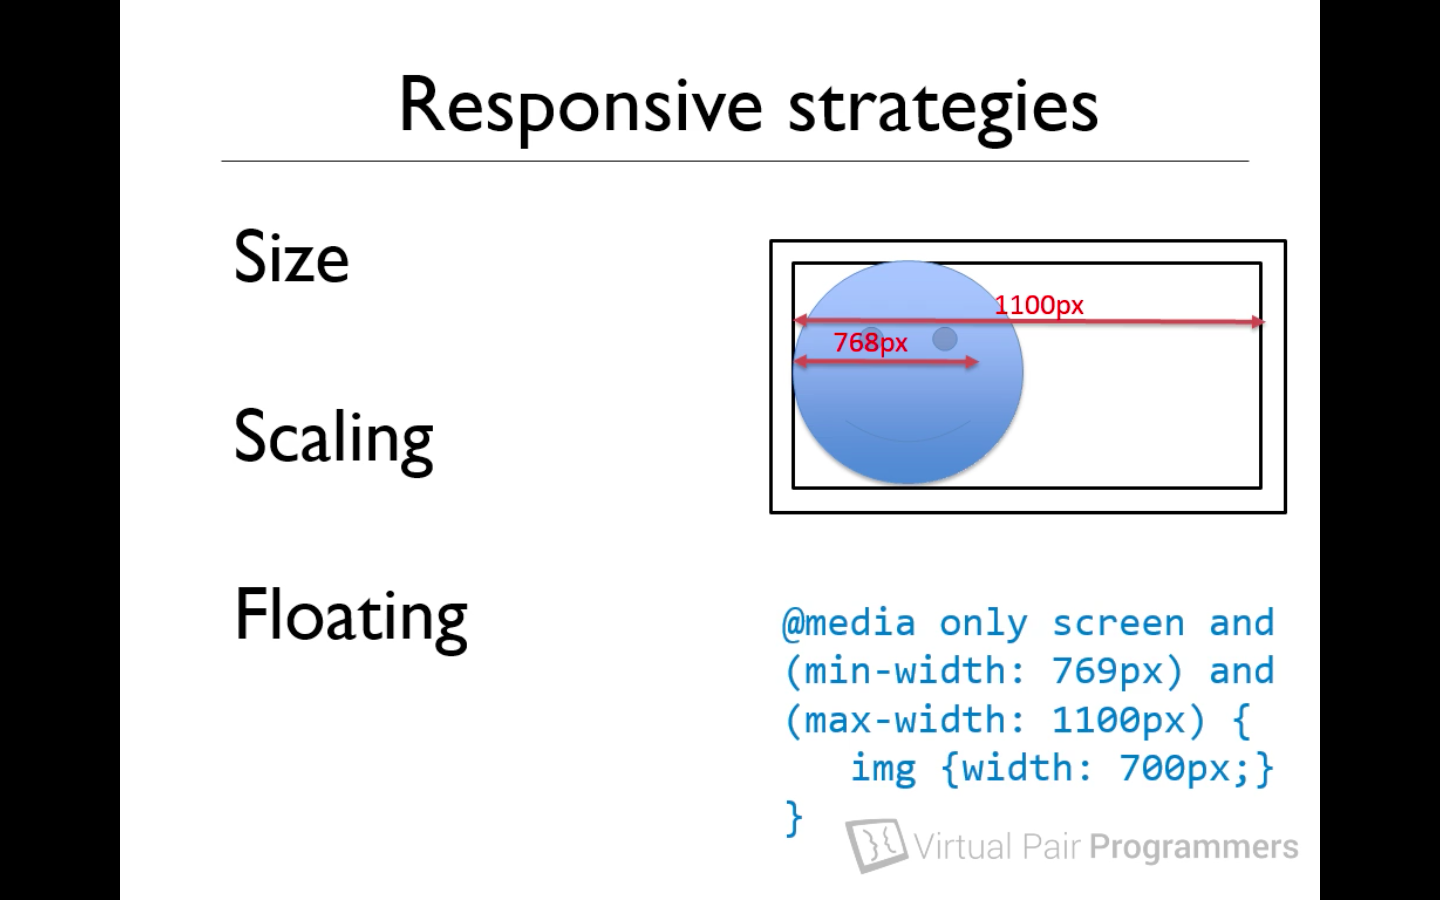 Responsive strategies
Size
1100px
768px
Scaling
Floating
@media only screen and
(min-width: 769px) and
(max-width: 1100px) {
   img {width: 700px;}
}
Virtual Pair Programmers